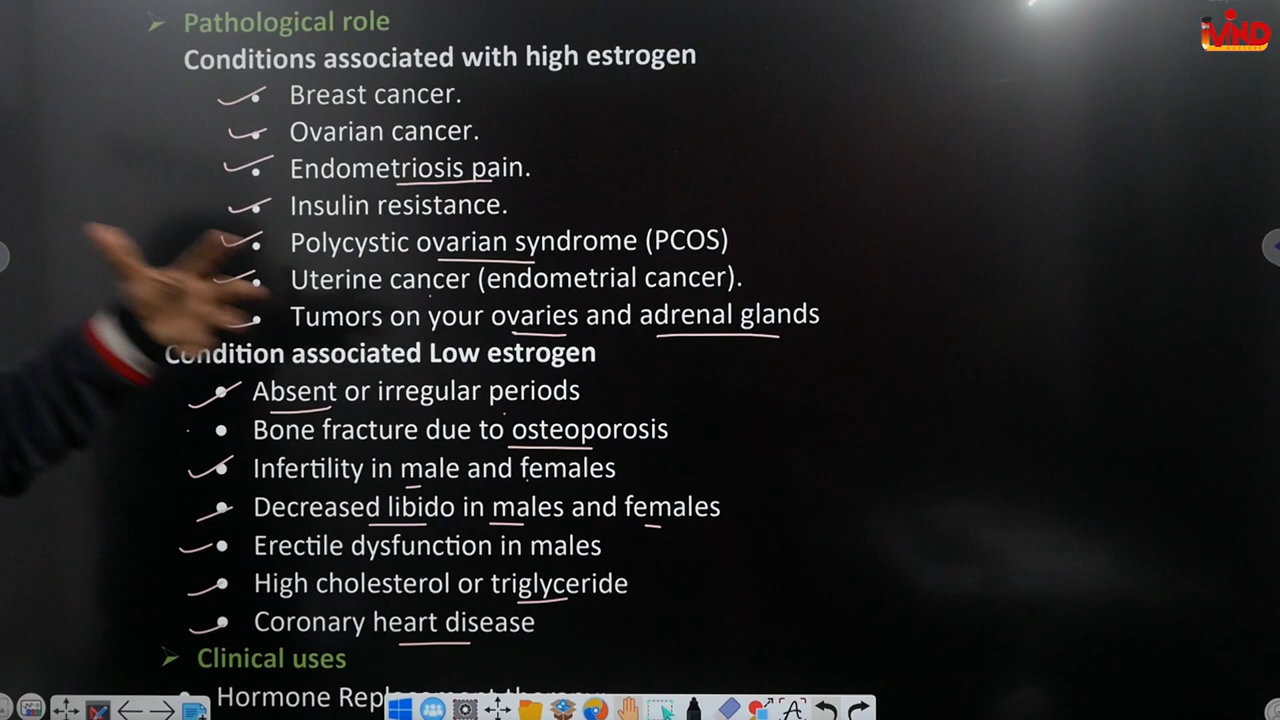 Pathological role
Conditions associated with high estrogen
Breast cancer.
Ovarian cancer.
Endometriosis pain.
Insulin resistance.
Polycystic ovarian syndrome (PCOS)
Uterine cancer (endometrial cancer).
Tumors on your ovaries and adrenal glands
Condition associated Low estrogen
Absent or irregular periods
Bone fracture due to osteoporosis
Infertility in male and females
Decreased libido in males and females
Erectile dysfunction in males
High cholesterol or triglyceride
Coronary heart disease
Clinical uses
Hormone